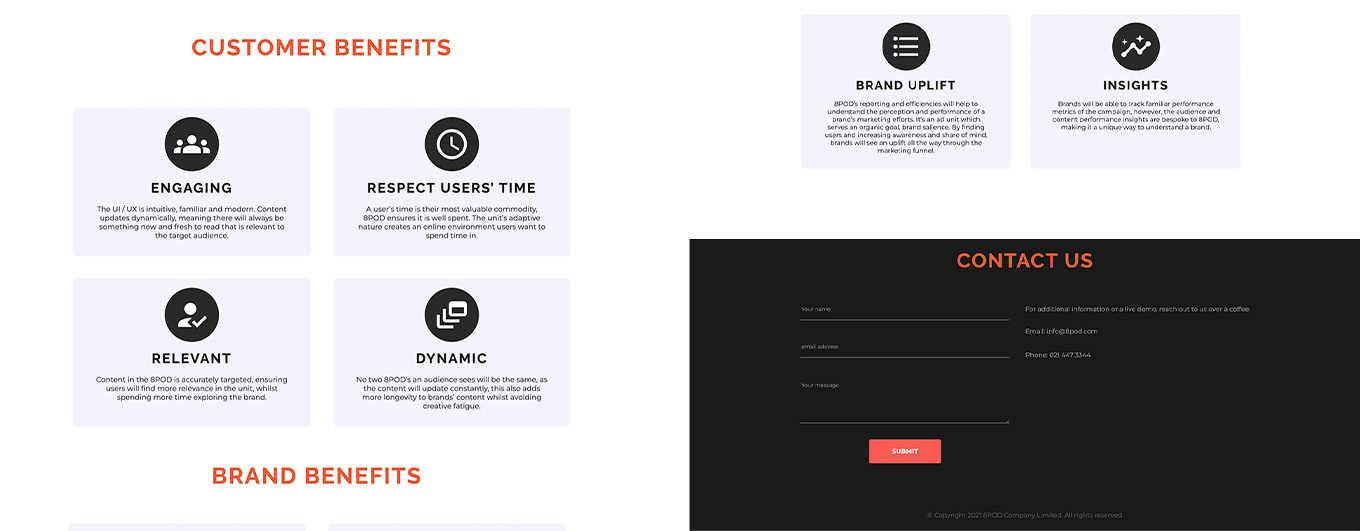 CUSTOMER BENEFITS
ENGAGING
The UI / UX is intuitive, familiar and modern. Content
updates dynamically, meaning there will always be
something new and fresh to read that is relevant to
the target audience.
RESPECT USERS' TIME
A user's time is their most valuable commodity,
8POD ensures it is well spent. The unit's adaptive
nature creates an online environment users want to
spend time in.
RELEVANT
Content in the 8POD is accurately targeted, ensuring
users will find more relevance in the unit, whilst
spending more time exploring the brand.
DYNAMIC
No two 8POD's an audience sees will be the same, as
the content will update constantly, this also adds
more longevity to brands' content whilst avoiding
creative fatigue.
BRAND BENEFITS
BRAND UPLIFT
8POD's reporting and efficiencies will help to
understand the perception and performance of a
brand's marketing efforts. It's an ad unit which
serves an organic goal, brand salience. By finding
users and increasing awareness and share of mind,
brands will see an uplift all the way through the
marketing funnel.
INSIGHTS
Brands will be able to track familiar performance
metrics of the campaign, however, the audience and
content performance insights are bespoke to 8POD,
making it a unique way to understand a brand.
CONTACT US
Your name
email address
Your message
SUBMIT
For additional information or a live demo, reach out to us over a coffee.
Email: info@8pod.com
Phone: 021 447 3344
© Copyright 2021 8POD Company Limited. All rights reserved.